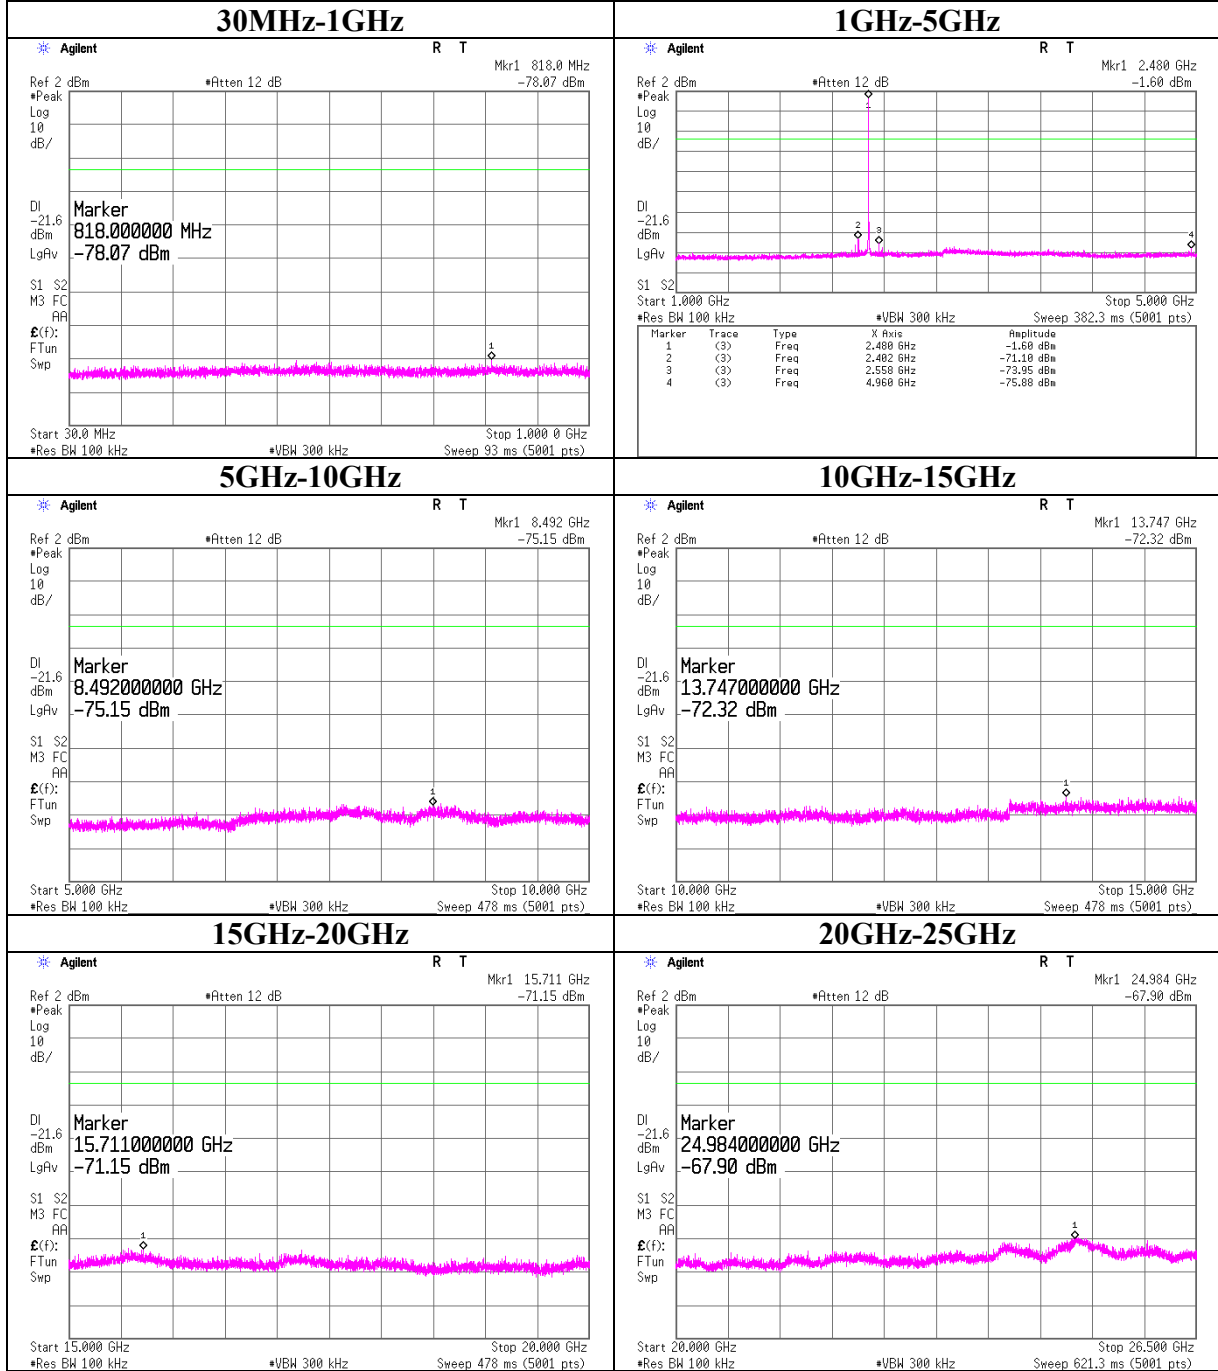 30MHz-1GHz
Agilent R T
Mkr1 818.0 MHz
Ref 2 dBm #Atten 12 dB -78.07 dBm
#Peak
Log
10
dB/
DI
-21.6
dBm
LgAv
Marker
818.000000 MHz
-78.07 dBm
S1 S2
M3 FC
AA
£(f):
FTun
Swp
1
Start 30.0 MHz Stop 1.000 0 GHz
#Res BW 100 kHz #VBW 300 kHz Sweep 93 ms (5001 pts)
1GHz-5GHz
Agilent R T
Mkr1 2.480 GHz
Ref 2 dBm #Atten 12 dB -1.60 dBm
#Peak
Log
10
dB/
DI
-21.6
dBm
LgAv
1
2
3
4
S1 S2
Start 1.000 GHz Stop 5.000 GHz
#Res BW 100 kHz #VBW 300 kHz Sweep 382.3 ms (5001 pts)
Marker Trace Type X Axis Amplitude
1 (3) Freq 2.480 GHz -1.60 dBm
2 (3) Freq 2.402 GHz -71.10 dBm
3 (3) Freq 2.558 GHz -73.95 dBm
4 (3) Freq 4.960 GHz -75.88 dBm
5GHz-10GHz
Agilent R T
Mkr1 8.492 GHz
Ref 2 dBm #Atten 12 dB -75.15 dBm
#Peak
Log
10
dB/
DI
-21.6
dBm
LgAv
Marker
8.492000000 GHz
-75.15 dBm
S1 S2
M3 FC
AA
£(f):
FTun
Swp
1
Start 5.000 GHz Stop 10.000 GHz
#Res BW 100 kHz #VBW 300 kHz Sweep 478 ms (5001 pts)
10GHz-15GHz
Agilent R T
Mkr1 13.747 GHz
Ref 2 dBm #Atten 12 dB -72.32 dBm
#Peak
Log
10
dB/
DI
-21.6
dBm
LgAv
Marker
13.747000000 GHz
-72.32 dBm
S1 S2
M3 FC
AA
£(f):
FTun
Swp
1
Start 10.000 GHz Stop 15.000 GHz
#Res BW 100 kHz #VBW 300 kHz Sweep 478 ms (5001 pts)
15GHz-20GHz
Agilent R T
Mkr1 15.711 GHz
Ref 2 dBm #Atten 12 dB -71.15 dBm
#Peak
Log
10
dB/
DI
-21.6
dBm
LgAv
Marker
15.711000000 GHz
-71.15 dBm
S1 S2
M3 FC
AA
£(f):
FTun
Swp
1
Start 15.000 GHz Stop 20.000 GHz
#Res BW 100 kHz #VBW 300 kHz Sweep 478 ms (5001 pts)
20GHz-25GHz
Agilent R T
Mkr1 24.984 GHz
Ref 2 dBm #Atten 12 dB -67.90 dBm
#Peak
Log
10
dB/
DI
-21.6
dBm
LgAv
Marker
24.984000000 GHz
-67.90 dBm
S1 S2
M3 FC
AA
£(f):
FTun
Swp
1
Start 20.000 GHz Stop 26.500 GHz
#Res BW 100 kHz #VBW 300 kHz Sweep 621.3 ms (5001 pts)